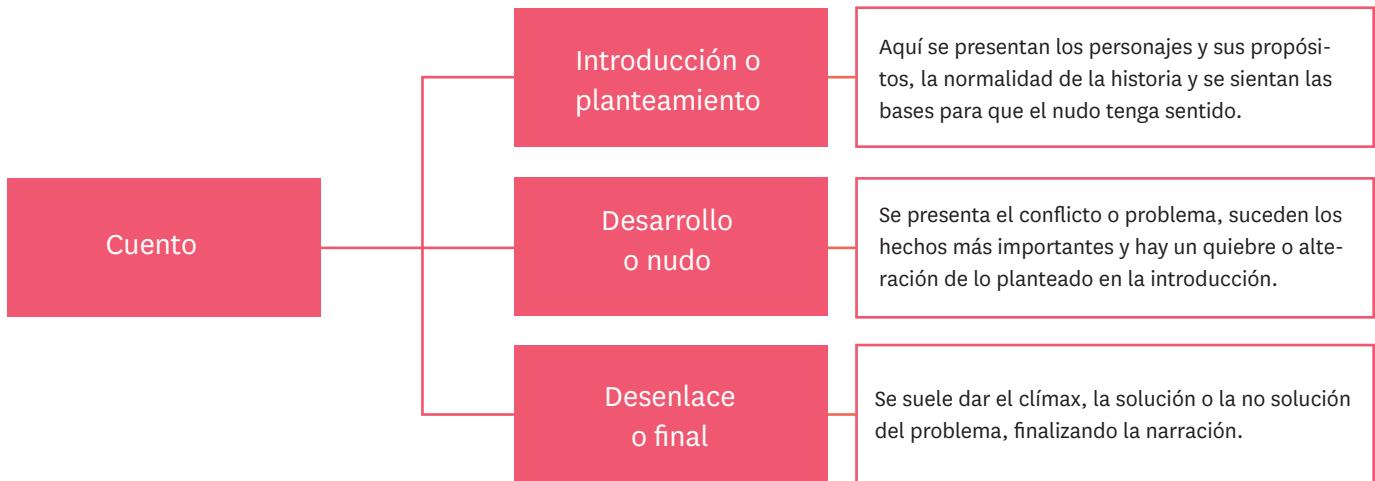 Cuento
Introducción o
planteamiento
Aquí se presentan los personajes y sus propósi-
tos, la normalidad de la historia y se sientan las
bases para que el nudo tenga sentido.
Desarrollo
o nudo
Se presenta el conflicto o problema, suceden los
hechos más importantes y hay un quiebre o alte-
ración de lo planteado en la introducción.
Desenlace
o final
Se suele dar el clímax, la solución o la no solución
del problema, finalizando la narración.